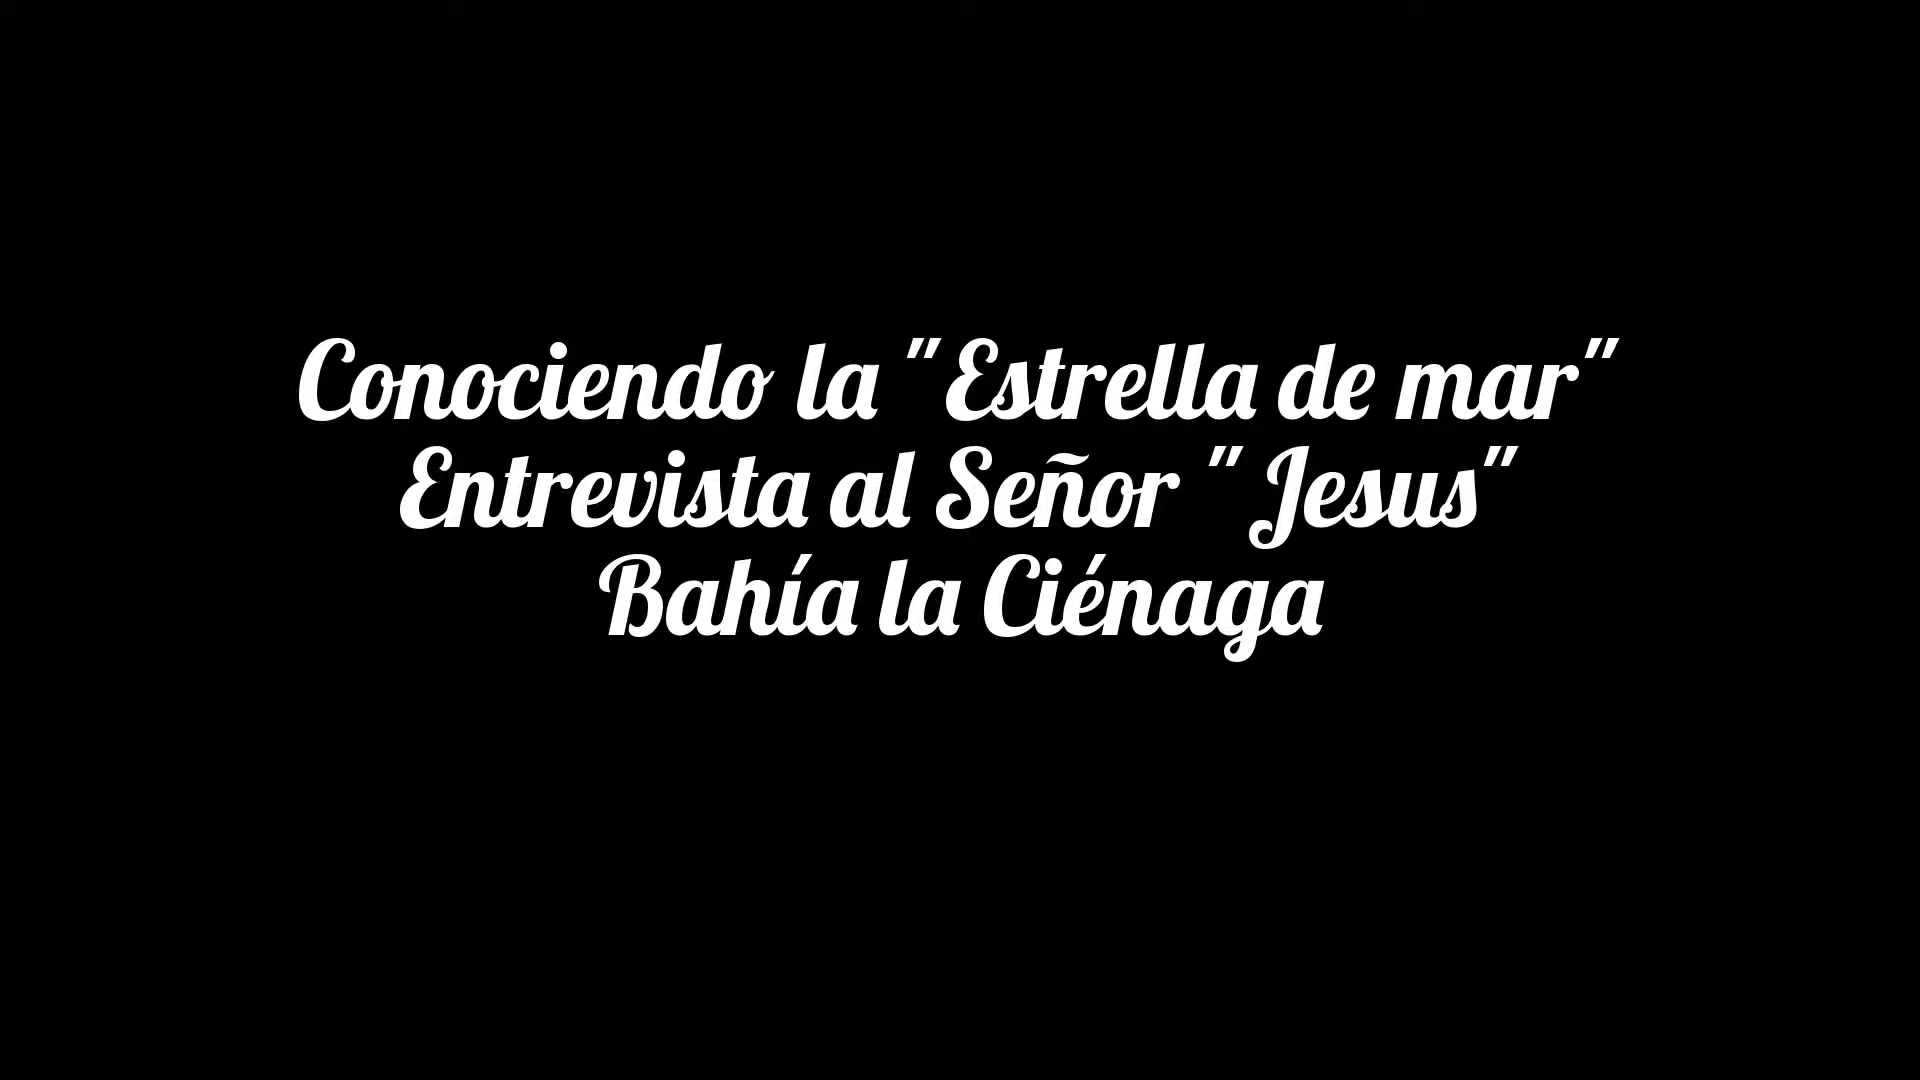 Conociendo la "Estrella de mar"
Entrevista al Señor "Jesus"
Bahía la Ciénaga